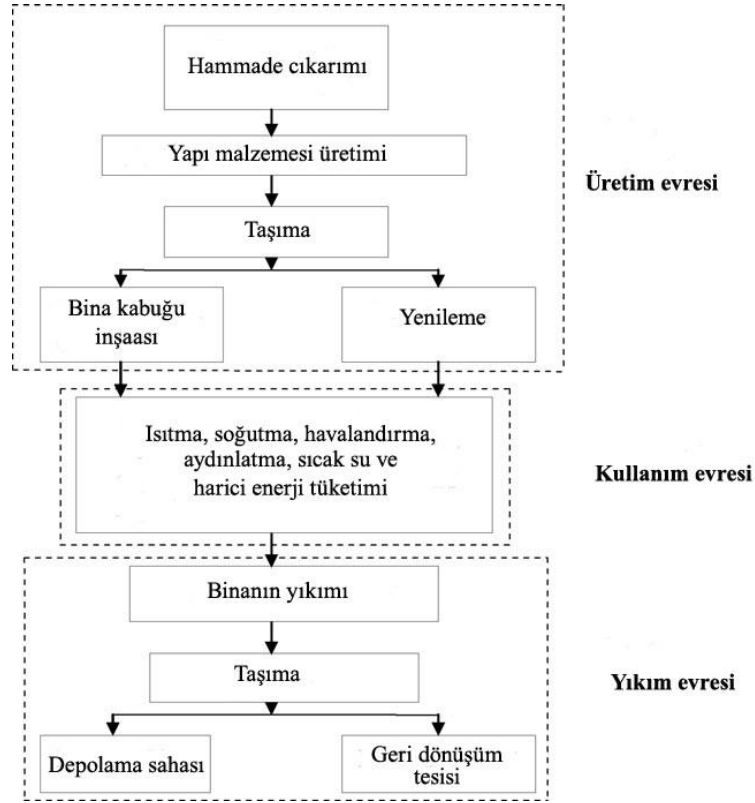 Hammade cıkarımı
Yapı malzemesi üretimi
Üretim evresi
Taşıma
Bina kabuğu
inşaası
Yenileme
Isıtma, soğutma, havalandırma,
aydınlatma, sıcak su ve
harici enerji tüketimi
Kullanım evresi
Binanın yıkımı
Taşıma
Yıkım evresi
Depolama sahası
Geri dönüşüm
tesisi